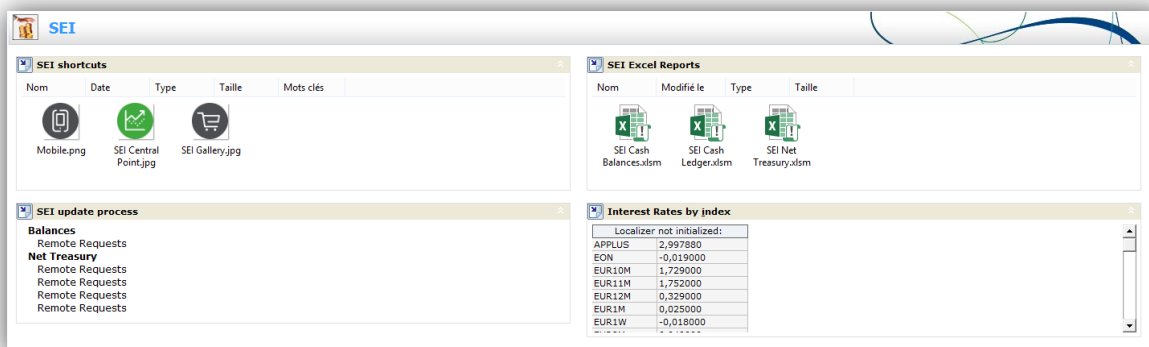 SEI
SEI shortcuts
Nom Date Type Taille Mots clés
Mobile.png SEI Central Point.jpg SEI Gallery.jpg
SEI Excel Reports
Nom Modifié le Type Taille
SEI Cash Balances.xlsm SEI Cash Ledger.xlsm SEI Net Treasury.xlsm
SEI update process
Balances
Remote Requests
Net Treasury
Remote Requests
Remote Requests
Remote Requests
Remote Requests
Interest Rates by index
Localizer not initialized:
APPLUS 2,997880
EON -0,019000
EUR10M 1,729000
EUR11M 1,752000
EUR12M 0,329000
EUR1M 0,025000
EUR1W -0,018000